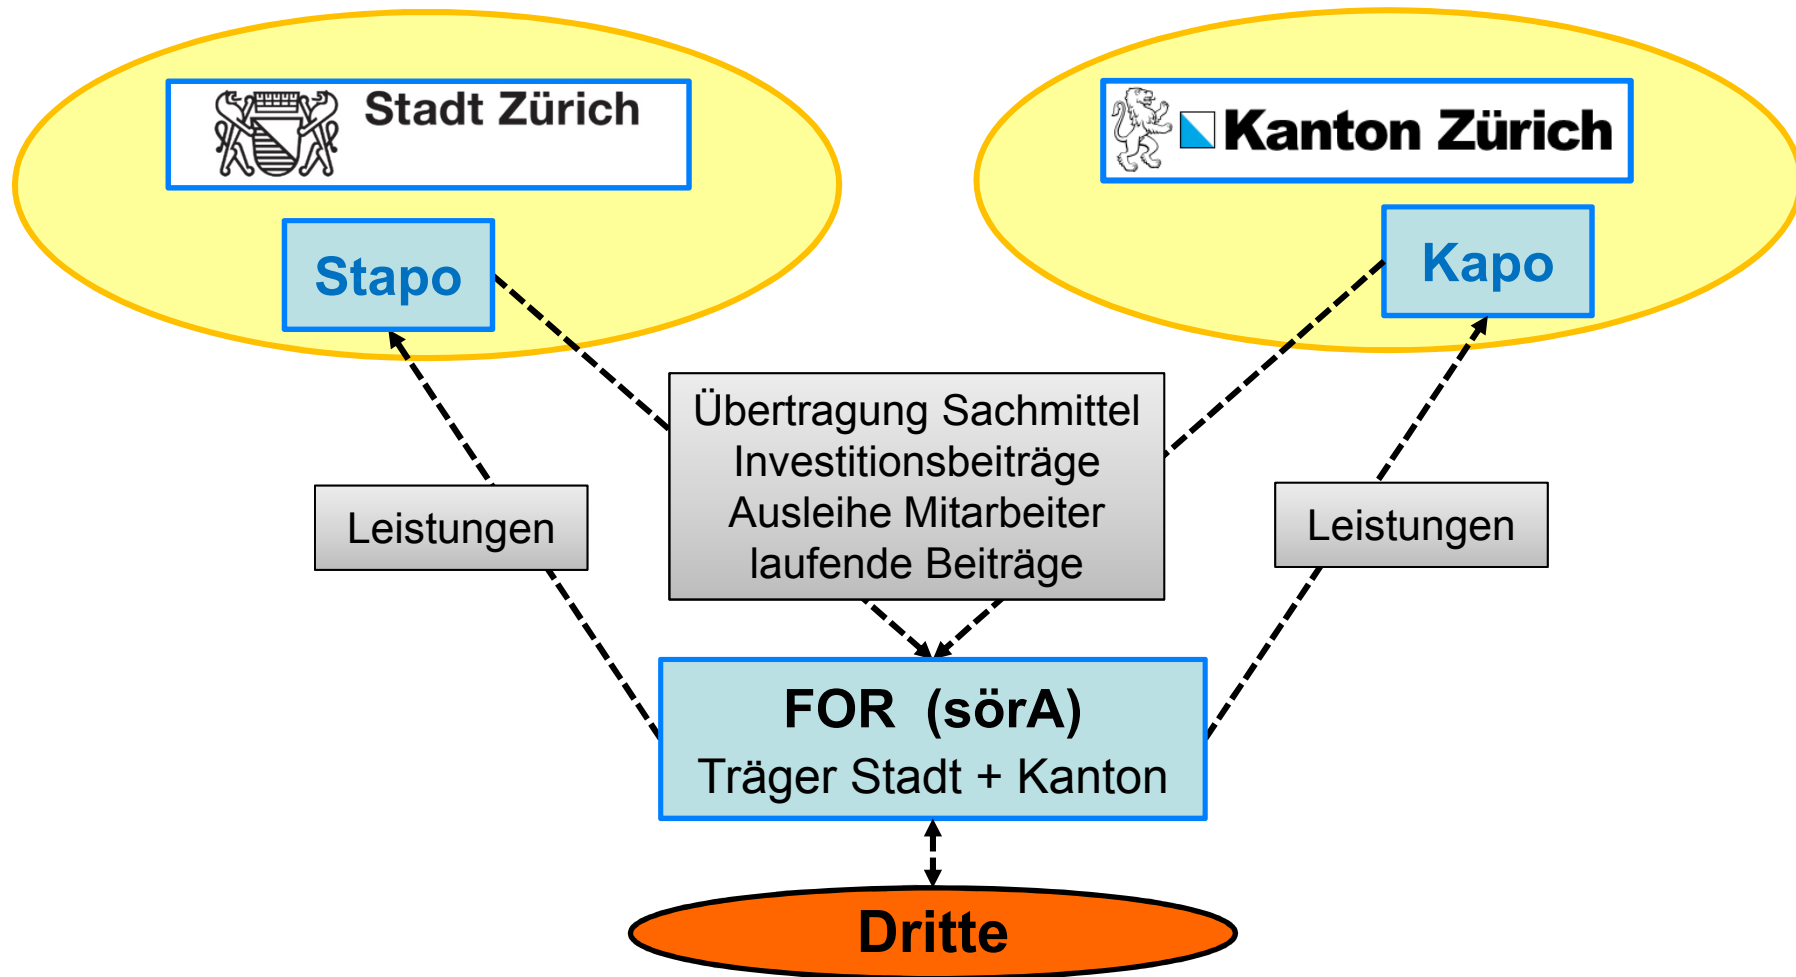 Stadt Zürich
Kanton Zürich
Stapo
Kapo
Übertragung Sachmittel
Investitionsbeiträge
Ausleihe Mitarbeiter
laufende Beiträge
Leistungen
Leistungen
FOR (sörA)
Träger Stadt + Kanton
Dritte